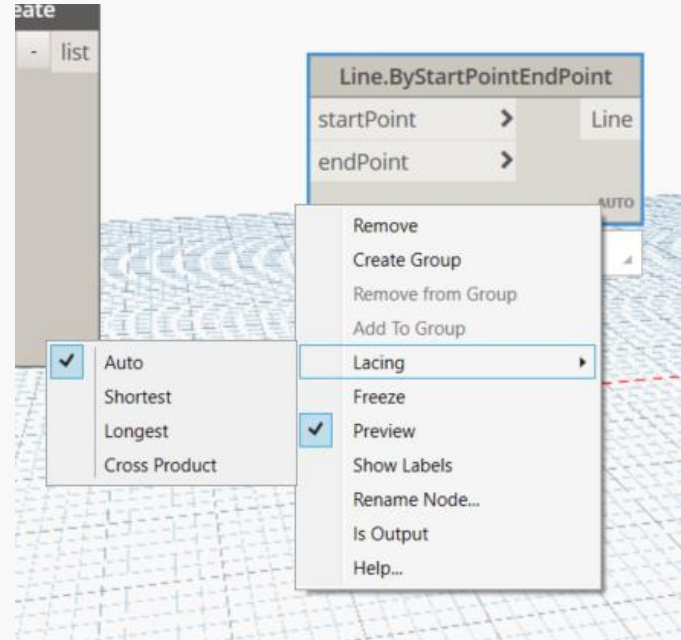 eate
- list
Line.ByStartPointEndPoint
startPoint > Line
endPoint >
AUTO
Remove
Create Group
Remove from Group
Add To Group
Lacing
Freeze
Preview
Show Labels
Rename Node...
Is Output
Help...
Auto
Shortest
Longest
Cross Product